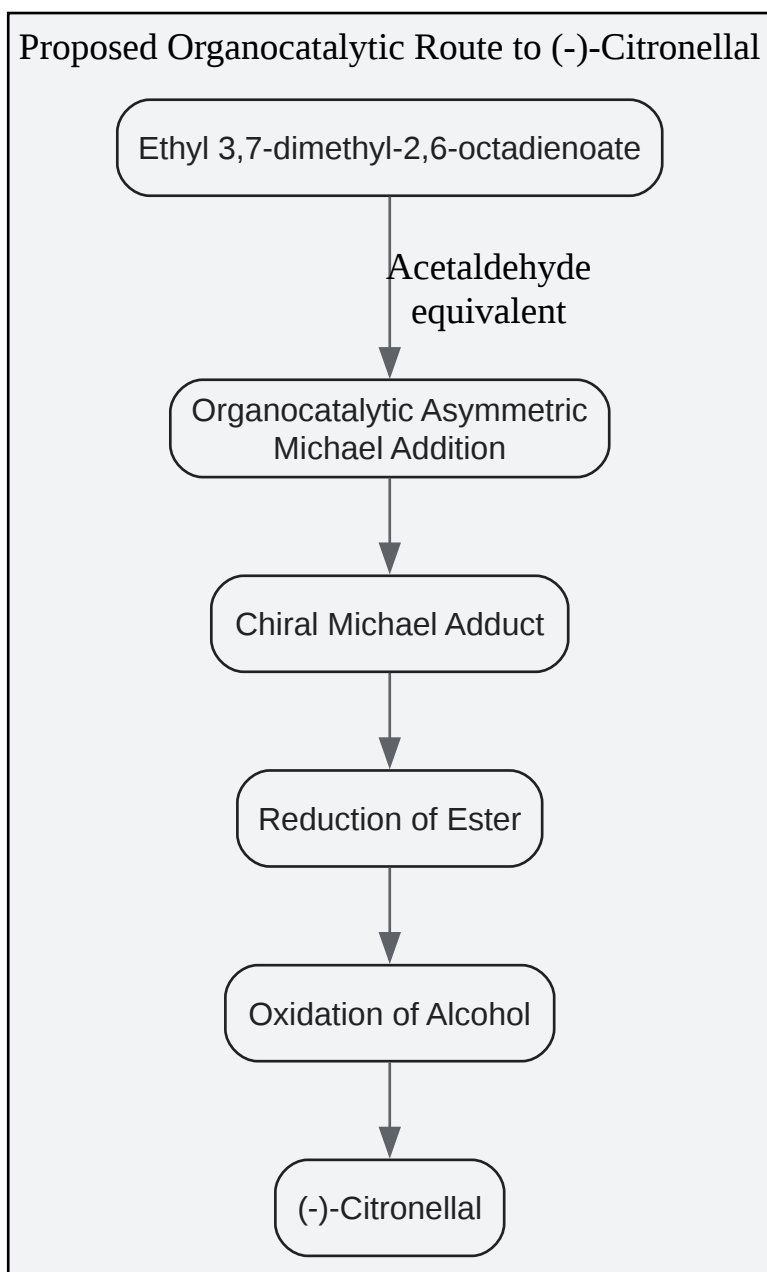 Proposed Organocatalytic Route to (-)-Citronellal
Ethyl 3,7-dimethyl-2,6-octadienoate
Acetaldehyde
equivalent
Organocatalytic Asymmetric
Michael Addition
Chiral Michael Adduct
Reduction of Ester
Oxidation of Alcohol
(-)-Citronellal